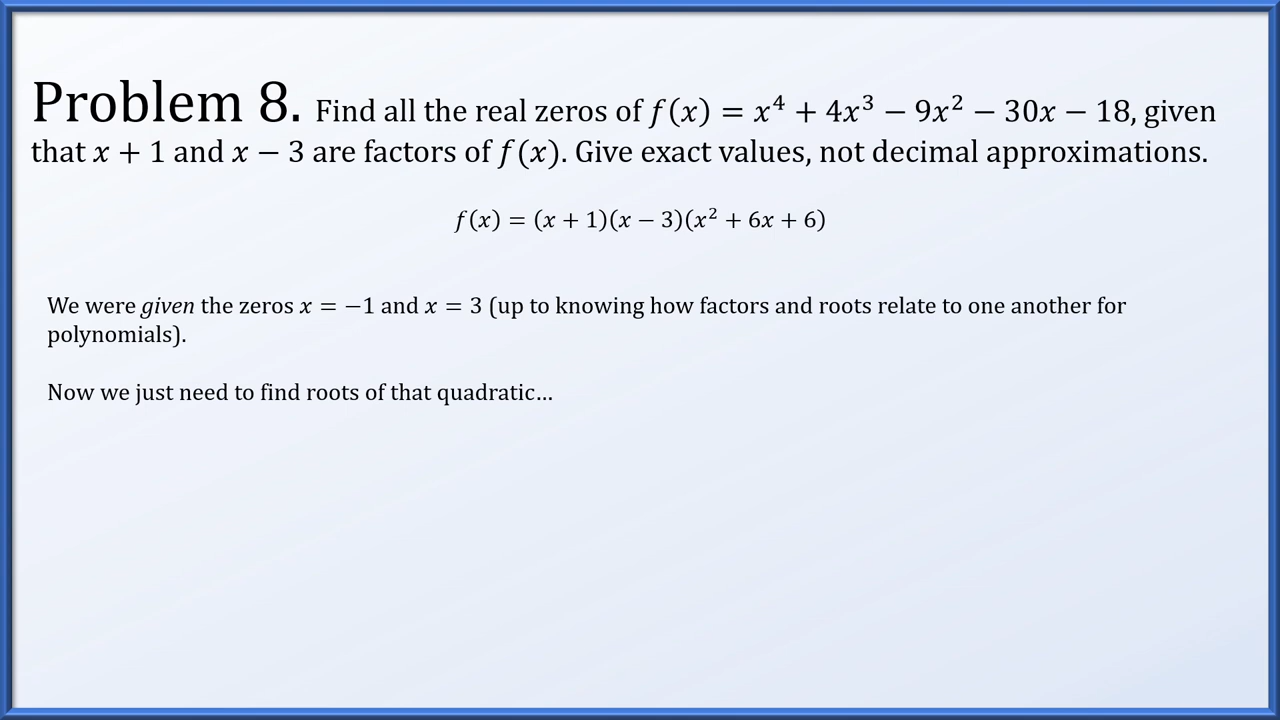 Problem 8. Find all the real zeros of f(x) = x⁴ + 4x³ − 9x² − 30x − 18, given
that x + 1 and x − 3 are factors of f(x). Give exact values, not decimal approximations.
f(x) = (x + 1)(x − 3)(x² + 6x + 6)
We were given the zeros x = −1 and x = 3 (up to knowing how factors and roots relate to one another for
polynomials).
Now we just need to find roots of that quadratic…